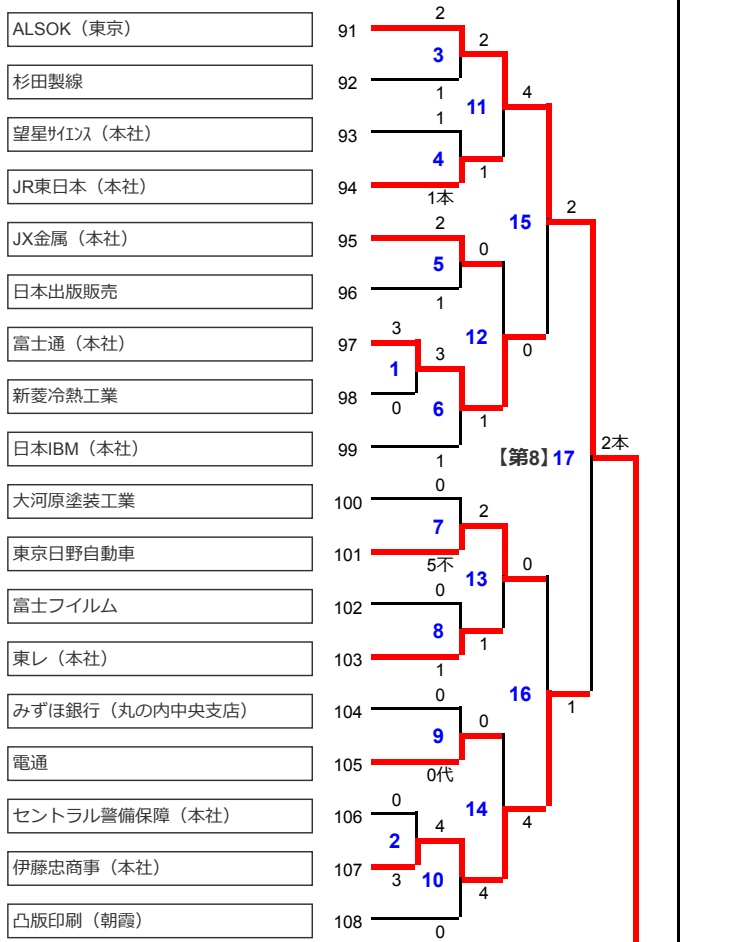 2
ALSOK（東京） 91
2
3
杉田製線 92
4
1
11
1
望星ｻｲｴﾝｽ（本社） 93
4
1
JR東日本（本社） 94
1本
2
15
2
JX金属（本社） 95
0
5
日本出版販売 96
1
3
12
富士通（本社） 97
3
0
1
新菱冷熱工業 98
0
6
1
日本IBM（本社） 99
1
【第8】17
2本
0
大河原塗装工業 100
2
7
東京日野自動車 101
5不
13
0
0
富士フイルム 102
8
1
東レ（本社） 103
1
0
16
1
みずほ銀行（丸の内中央支店） 104
0
9
電通 105
0代
0
14
セントラル警備保障（本社） 106
4
4
2
伊藤忠商事（本社） 107
3
10
4
凸版印刷（朝霞） 108
0